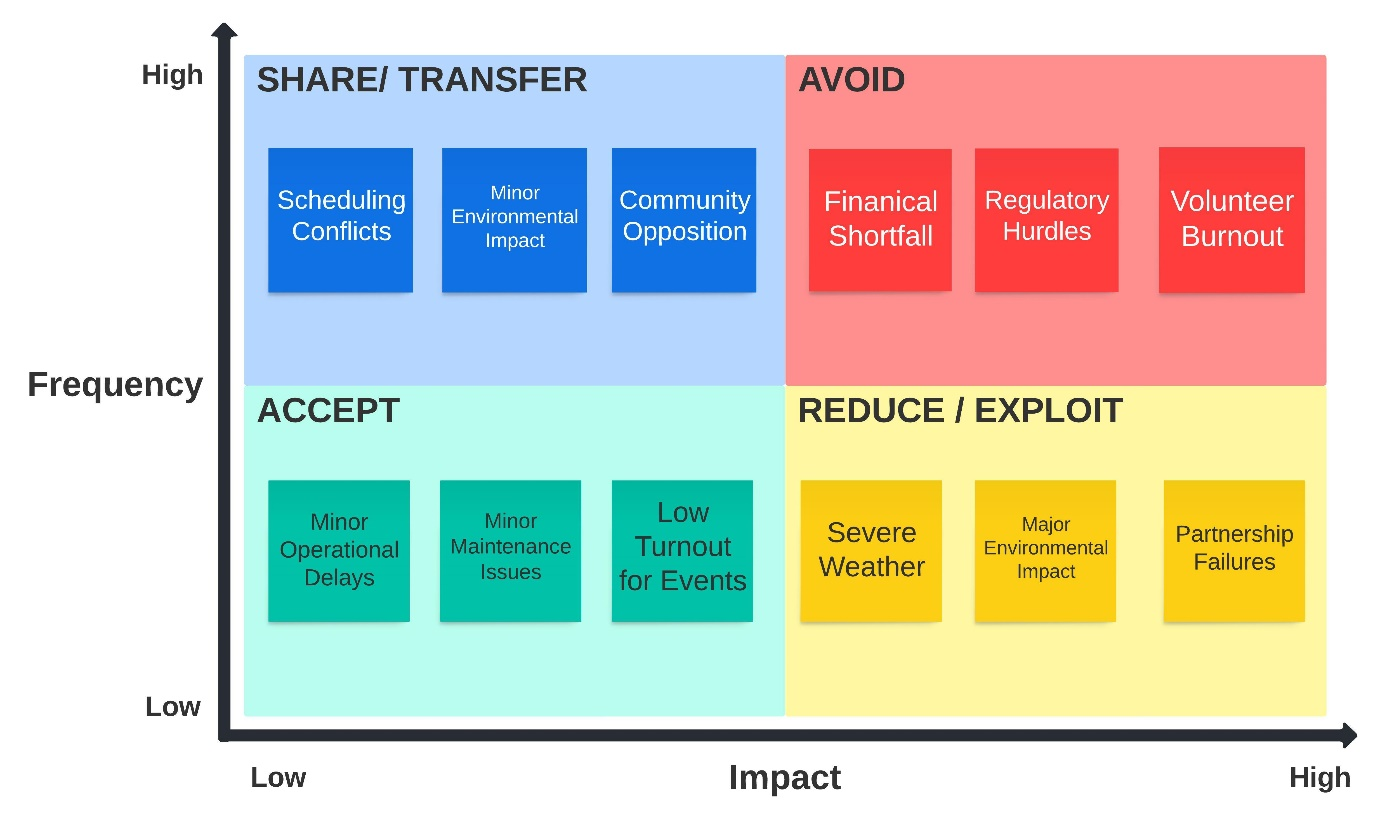 High
SHARE/ TRANSFER
AVOID
Scheduling
Conflicts
Minor
Environmental
Impact
Community
Opposition
Finanical
Shortfall
Regulatory
Hurdles
Volunteer
Burnout
Frequency
ACCEPT
REDUCE / EXPLOIT
Minor
Operational
Delays
Minor
Maintenance
Issues
Low
Turnout
for Events
Severe
Weather
Major
Environmental
Impact
Partnership
Failures
Low
Low
Impact
High